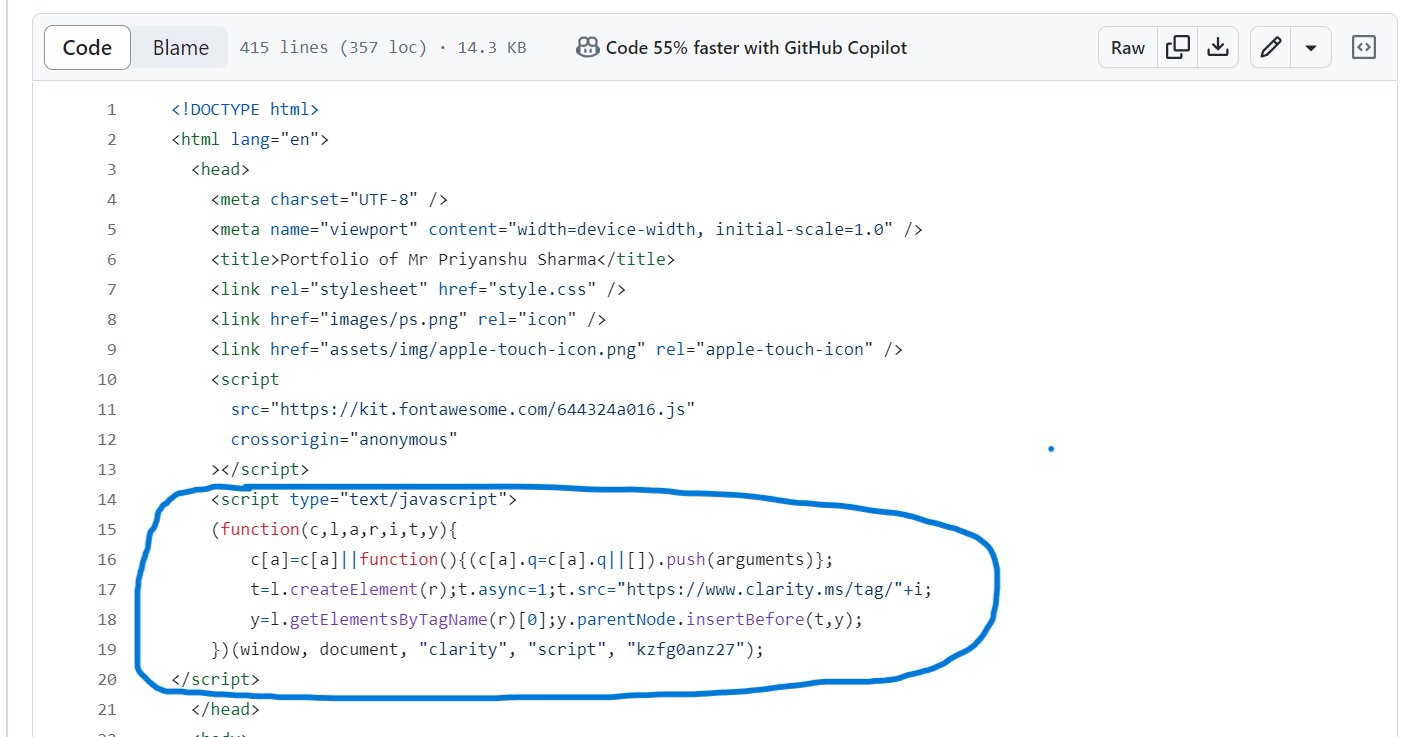 Code Blame 415 lines (357 loc) · 14.3 KB Code 55% faster with GitHub Copilot Raw
1 <!DOCTYPE html>
2 <html lang="en">
3 <head>
4 <meta charset="UTF-8" />
5 <meta name="viewport" content="width=device-width, initial-scale=1.0" />
6 <title>Portfolio of Mr Priyanshu Sharma</title>
7 <link rel="stylesheet" href="style.css" />
8 <link href="images/ps.png" rel="icon" />
9 <link href="assets/img/apple-touch-icon.png" rel="apple-touch-icon" />
10 <script
11 src="https://kit.fontawesome.com/644324a016.js"
12 crossorigin="anonymous"
13 ></script>
14 <script type="text/javascript">
15 (function(c,l,a,r,i,t,y){
16 c[a]=c[a]||function(){(c[a].q=c[a].q||[]).push(arguments)};
17 t=l.createElement(r);t.async=1;t.src="https://www.clarity.ms/tag/"+i;
18 y=l.getElementsByTagName(r)[0];y.parentNode.insertBefore(t,y);
19 })(window, document, "clarity", "script", "kzfg0anz27");
20 </script>
21 </head>